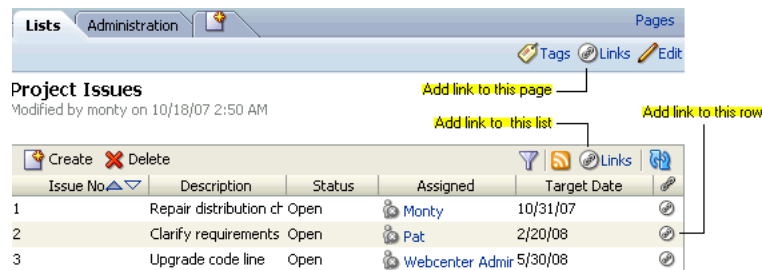 Lists Administration Pages
Tags Links Edit
Project Issues Add link to this page
Modified by monty on 10/18/07 2:50 AM
Add link to this row
Add link to this list
Create Delete Links
Issue No Description Status Assigned Target Date
1 Repair distribution ch Open Monty 10/31/07
2 Clarify requirements Open Pat 2/20/08
3 Upgrade code line Open Webcenter Admir 5/30/08